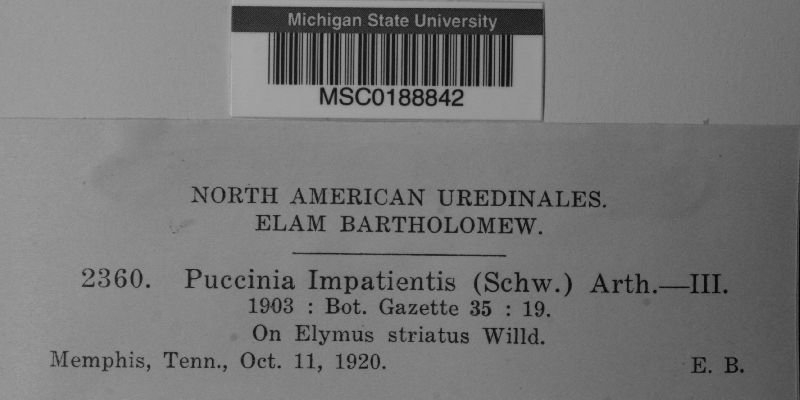 Michigan State University
MSC0188842
NORTH AMERICAN UREDINALES.
ELAM BARTHOLOMEW.
2360. Puccinia Impatientis (Schw.) Arth.—III.
1903 : Bot. Gazette 35 : 19.
On Elymus striatus Willd.
Memphis, Tenn., Oct. 11, 1920. E. B.